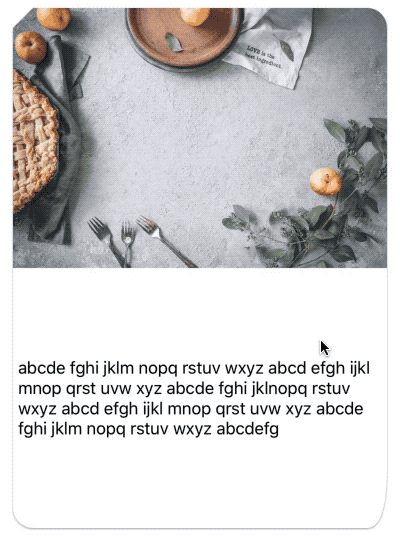 LOVE is the
best ingredient
abcde fghi jklm nopq rstuv wxyz abcd efgh ijkl
mnop qrst uvw xyz abcde fghi jklnopq rstuv
wxyz abcd efgh ijkl mnop qrst uvw xyz abcde
fghi jklm nopq rstuv wxyz abcdefg